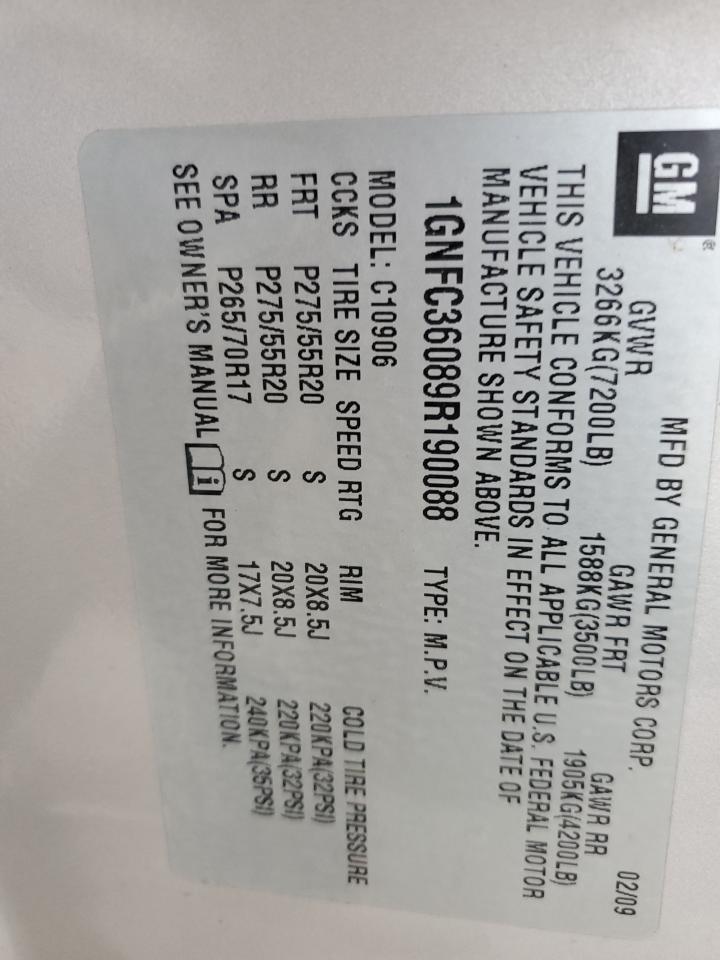 GM®
MFD BY GENERAL MOTORS CORP. 02/09
GVWR GAWR FRT GAWR RR
3266KG(7200LB) 1588KG(3500LB) 1905KG(4200LB)
THIS VEHICLE CONFORMS TO ALL APPLICABLE U.S. FEDERAL MOTOR
VEHICLE SAFETY STANDARDS IN EFFECT ON THE DATE OF
MANUFACTURE SHOWN ABOVE.
1GNFC36089R190088 TYPE: M.P.V.
MODEL: C10906
CCKS TIRE SIZE SPEED RTG RIM COLD TIRE PRESSURE
FRT P275/55R20 S 20X8.5J 220KPA(32PSI)
RR P275/55R20 S 20X8.5J 220KPA(32PSI)
SPA P265/70R17 S 17X7.5J 240KPA(35PSI)
SEE OWNER'S MANUAL i FOR MORE INFORMATION.